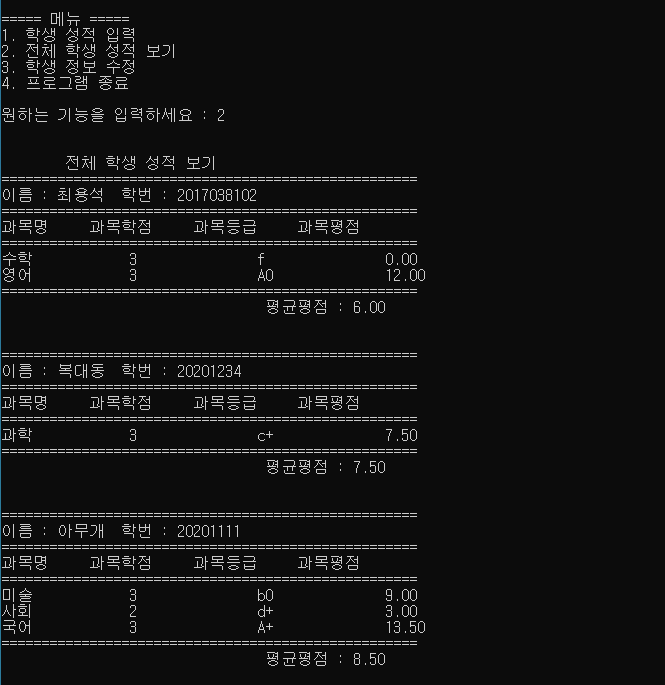 ===== 메뉴 =====
1. 학생 성적 입력
2. 전체 학생 성적 보기
3. 학생 정보 수정
4. 프로그램 종료
원하는 기능을 입력하세요 : 2
전체 학생 성적 보기
====================================================
이름 : 최용석  학번 : 2017038102
====================================================
과목명 과목학점 과목등급 과목평점
====================================================
수학 3 f 0.00
영어 3 A0 12.00
====================================================
평균평점 : 6.00
====================================================
이름 : 복대동  학번 : 20201234
====================================================
과목명 과목학점 과목등급 과목평점
====================================================
과학 3 c+ 7.50
====================================================
평균평점 : 7.50
====================================================
이름 : 아무개  학번 : 20201111
====================================================
과목명 과목학점 과목등급 과목평점
====================================================
미술 3 b0 9.00
사회 2 d+ 3.00
국어 3 A+ 13.50
====================================================
평균평점 : 8.50